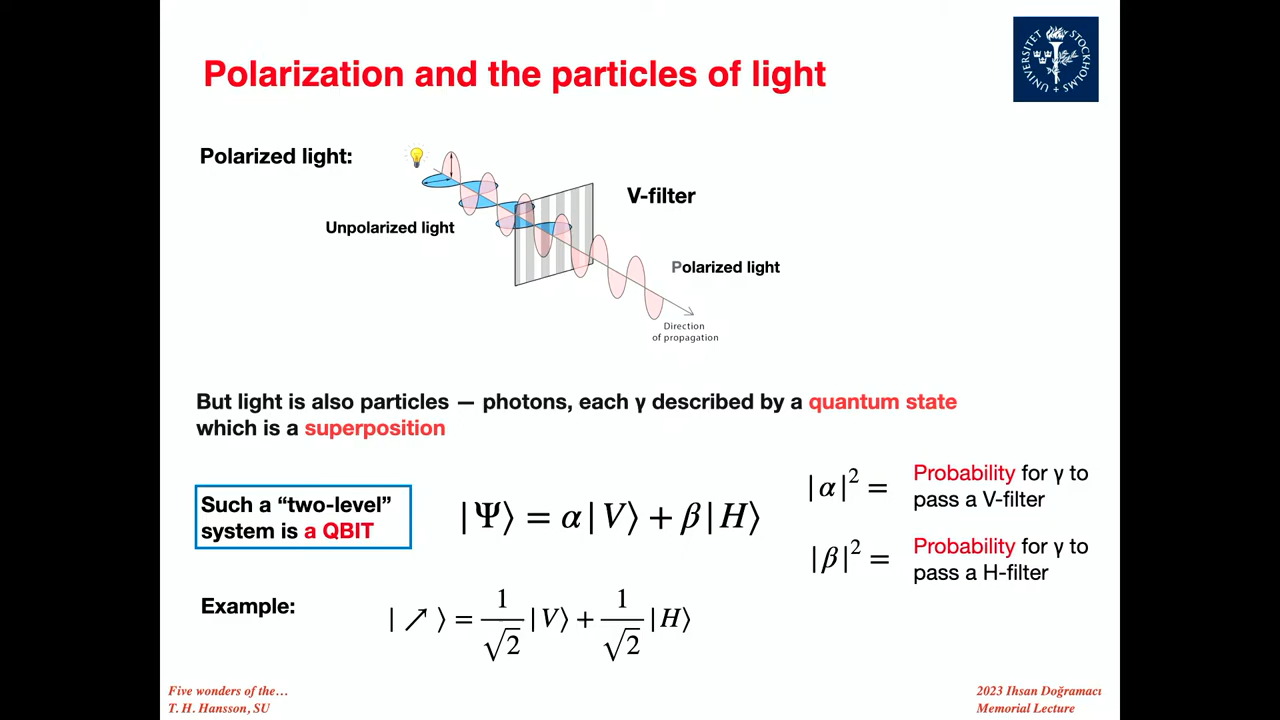 Polarization and the particles of light
UNIVERSITET STOCKHOLMS
Polarized light:
V-filter
Unpolarized light
Polarized light
Direction
of propagation
But light is also particles — photons, each γ described by a quantum state
which is a superposition
Such a “two-level”
system is a QBIT
|Ψ⟩ = α|V⟩ + β|H⟩
|α|² = Probability for γ to
pass a V-filter
|β|² = Probability for γ to
pass a H-filter
Example:
|↗⟩ = 1/√2 |V⟩ + 1/√2 |H⟩
Five wonders of the…
T. H. Hansson, SU
2023 Ihsan Doğramacı
Memorial Lecture